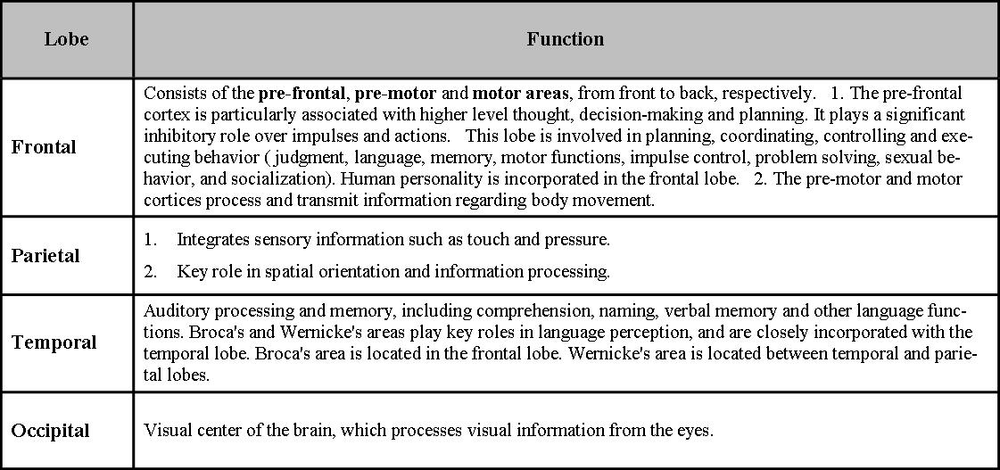 Lobe
Function
Frontal
Consists of the pre-frontal, pre-motor and motor areas, from front to back, respectively.   1. The pre-frontal
cortex is particularly associated with higher level thought, decision-making and planning. It plays a significant
inhibitory role over impulses and actions.   This lobe is involved in planning, coordinating, controlling and exe-
cuting behavior ( judgment, language, memory, motor functions, impulse control, problem solving, sexual be-
havior, and socialization). Human personality is incorporated in the frontal lobe.   2. The pre-motor and motor
cortices process and transmit information regarding body movement.
Parietal
1.   Integrates sensory information such as touch and pressure.
2.   Key role in spatial orientation and information processing.
Temporal
Auditory processing and memory, including comprehension, naming, verbal memory and other language func-
tions. Broca's and Wernicke's areas play key roles in language perception, and are closely incorporated with the
temporal lobe. Broca's area is located in the frontal lobe. Wernicke's area is located between temporal and parie-
tal lobes.
Occipital
Visual center of the brain, which processes visual information from the eyes.